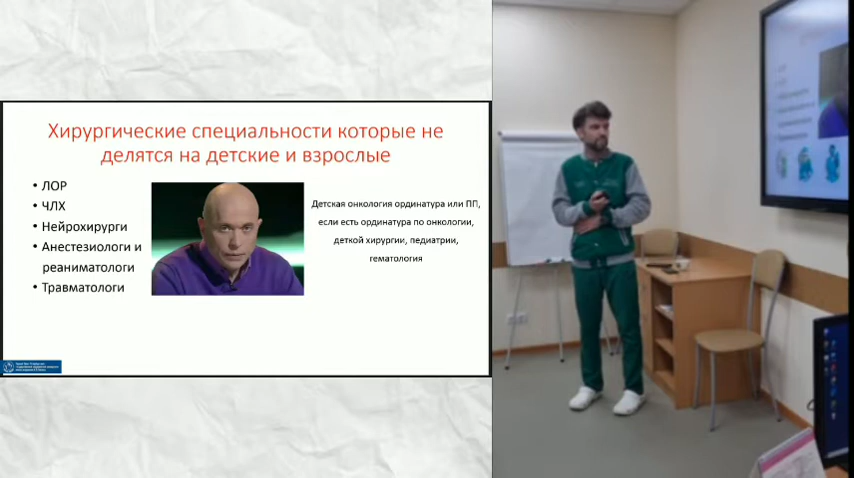 Хирургические специальности которые не
делятся на детские и взрослые
• ЛОР
• ЧЛХ
• Нейрохирурги
• Анестезиологи и
реаниматологи
• Травматологи
Детская онкология ординатура или ПП,
если есть ординатура по онкологии,
деткой хирургии, педиатрии,
гематология